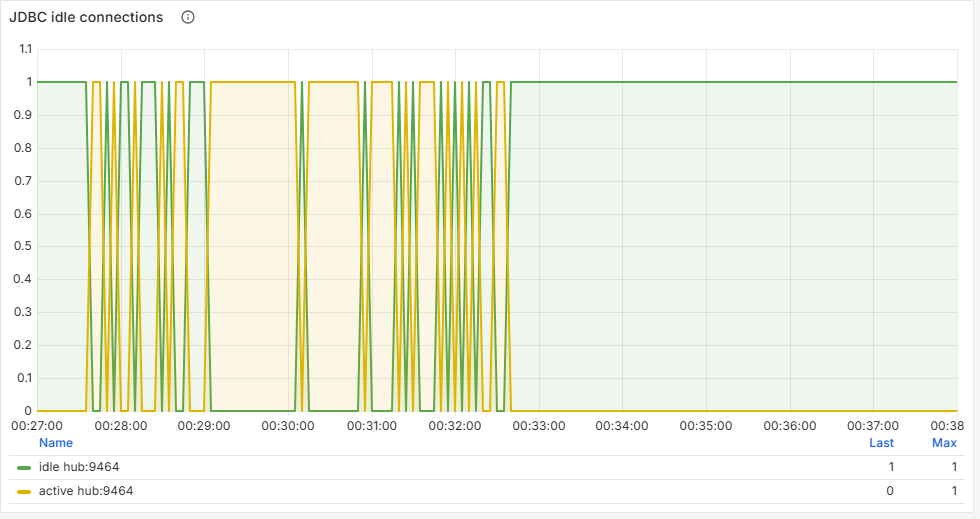 JDBC idle connections
1.1
1
0.9
0.8
0.7
0.6
0.5
0.4
0.3
0.2
0.1
0
00:27:00 00:28:00 00:29:00 00:30:00 00:31:00 00:32:00 00:33:00 00:34:00 00:35:00 00:36:00 00:37:00 00:38
Name Last Max
idle hub:9464 1 1
active hub:9464 0 1